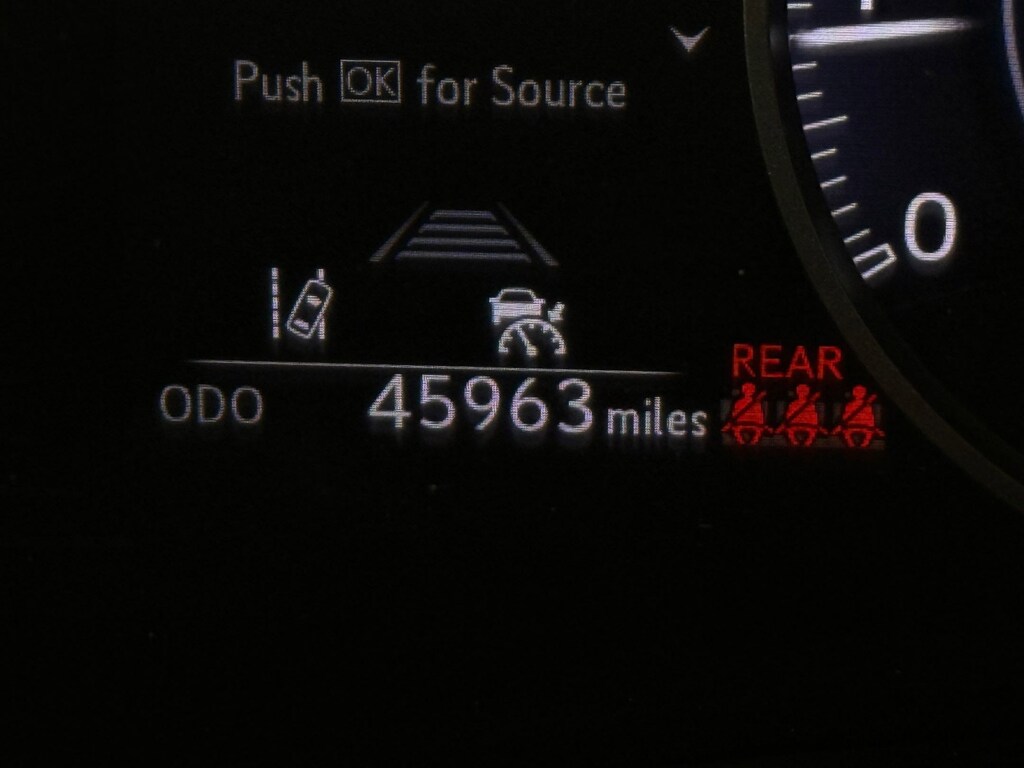 Push OK for Source
0
REAR
ODO 45963 miles